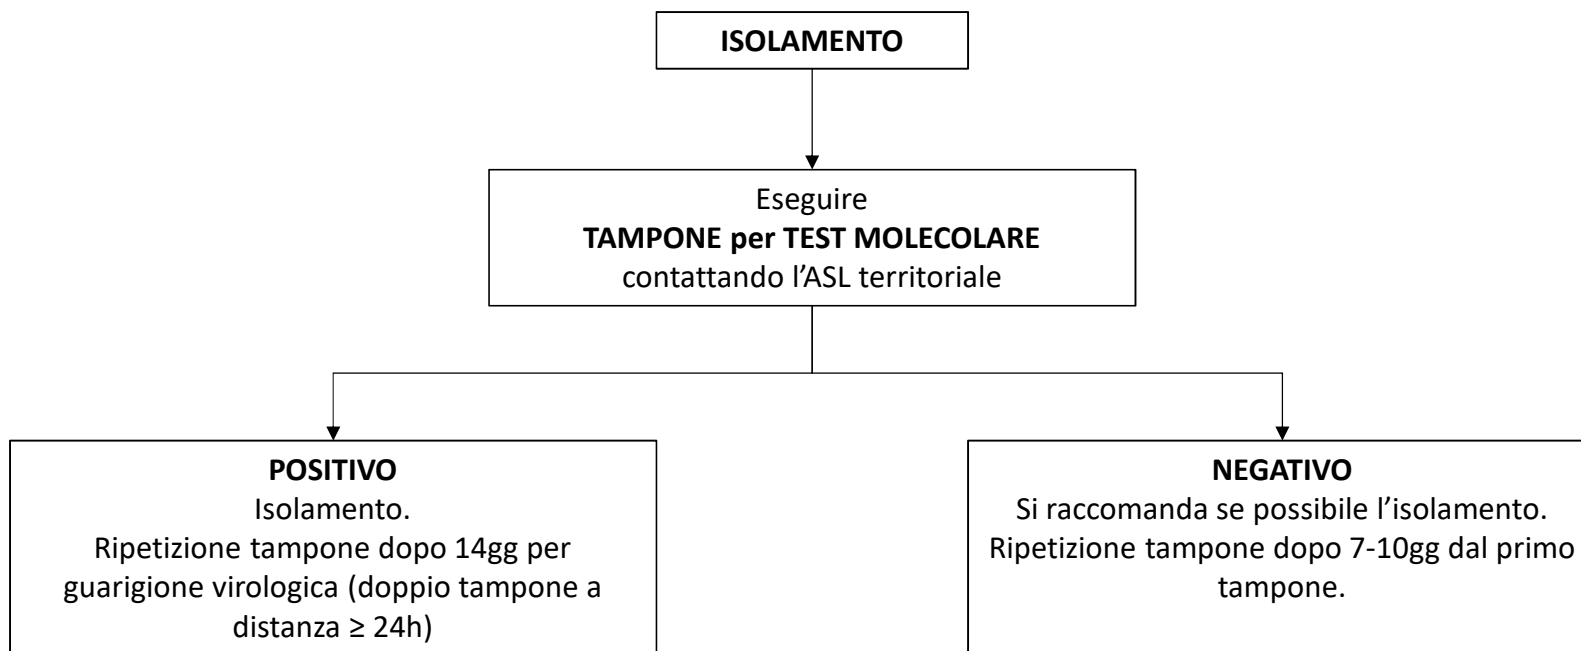 ISOLAMENTO
Eseguire
TAMPONE per TEST MOLECOLARE
contattando l’ASL territoriale
POSITIVO
Isolamento.
Ripetizione tampone dopo 14gg per
guarigione virologica (doppio tampone a
distanza ≥ 24h)
NEGATIVO
Si raccomanda se possibile l’isolamento.
Ripetizione tampone dopo 7-10gg dal primo
tampone.